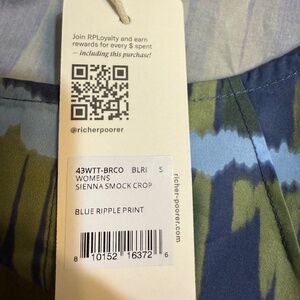 Join RPLoyalty and earn
rewards for every $ spent
— including this purchase!
@richerpoorer
43WTT-BRCO BLRI S
WOMENS
SIENNA SMOCK CROP
BLUE RIPPLE PRINT
8 10152 16372 6
richer-poorer.com